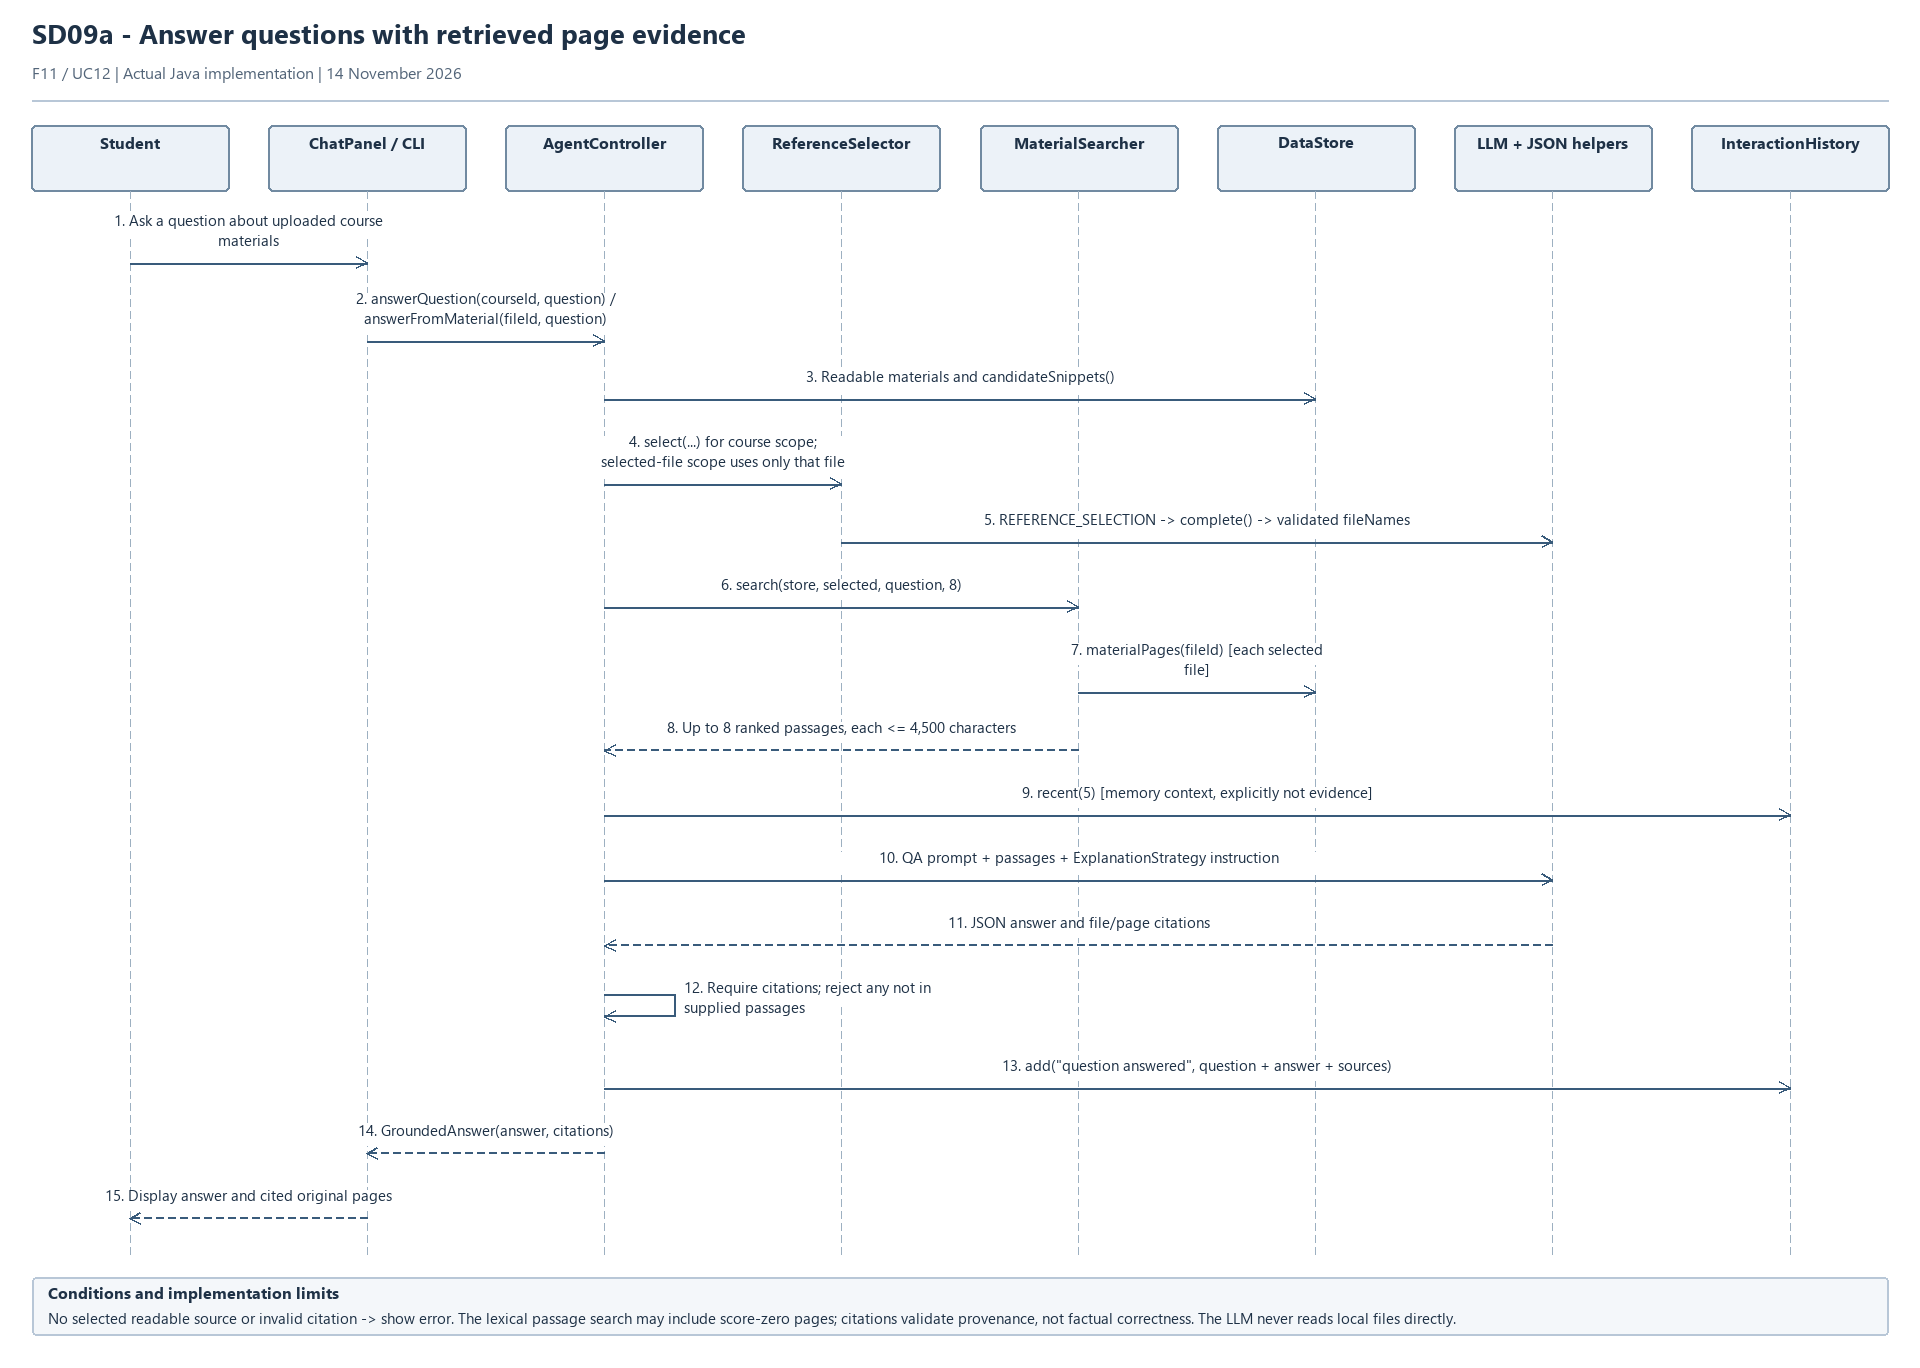 SD09a - Answer questions with retrieved page evidence
F11 / UC12 | Actual Java implementation | 14 November 2026
Student
ChatPanel / CLI
AgentController
ReferenceSelector
MaterialSearcher
DataStore
LLM + JSON helpers
InteractionHistory
1. Ask a question about uploaded course
materials
2. answerQuestion(courseId, question) /
answerFromMaterial(fileId, question)
3. Readable materials and candidateSnippets()
4. select(...) for course scope;
selected-file scope uses only that file
5. REFERENCE_SELECTION -> complete() -> validated fileNames
6. search(store, selected, question, 8)
7. materialPages(fileId) [each selected
file]
8. Up to 8 ranked passages, each <= 4,500 characters
9. recent(5) [memory context, explicitly not evidence]
10. QA prompt + passages + ExplanationStrategy instruction
11. JSON answer and file/page citations
12. Require citations; reject any not in
supplied passages
13. add("question answered", question + answer + sources)
14. GroundedAnswer(answer, citations)
15. Display answer and cited original pages
Conditions and implementation limits
No selected readable source or invalid citation -> show error. The lexical passage search may include score-zero pages; citations validate provenance, not factual correctness. The LLM never reads local files directly.